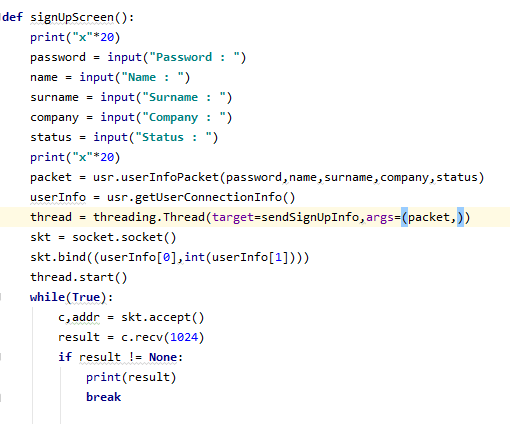 def signUpScreen():
    print("x"*20)
    password = input("Password : ")
    name = input("Name : ")
    surname = input("Surname : ")
    company = input("Company : ")
    status = input("Status : ")
    print("x"*20)
    packet = usr.userInfoPacket(password,name,surname,company,status)
    userInfo = usr.getUserConnectionInfo()
    thread = threading.Thread(target=sendSignUpInfo,args=(packet,))
    skt = socket.socket()
    skt.bind((userInfo[0],int(userInfo[1])))
    thread.start()
    while(True):
        c,addr = skt.accept()
        result = c.recv(1024)
        if result != None:
            print(result)
            break